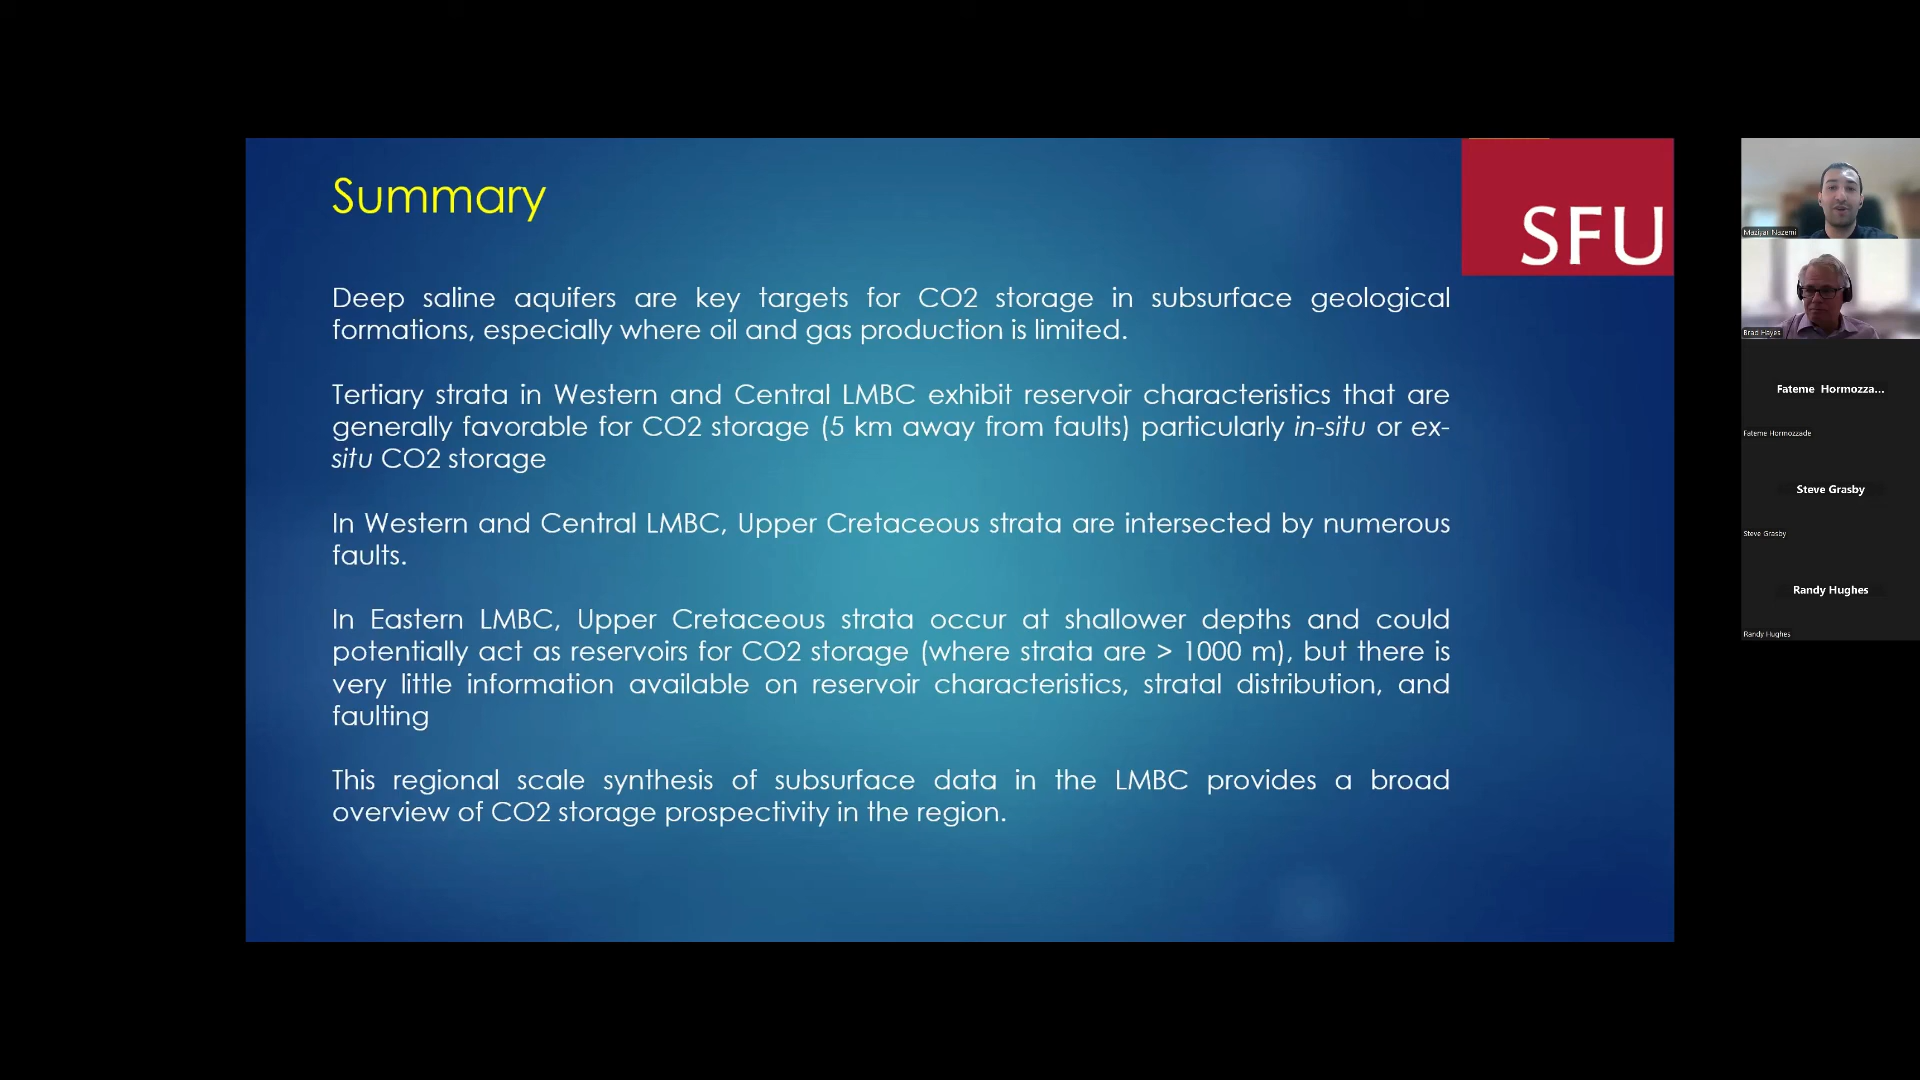 Summary
SFU
Deep saline aquifers are key targets for CO2 storage in subsurface geological
formations, especially where oil and gas production is limited.
Tertiary strata in Western and Central LMBC exhibit reservoir characteristics that are
generally favorable for CO2 storage (5 km away from faults) particularly in-situ or ex-
situ CO2 storage
In Western and Central LMBC, Upper Cretaceous strata are intersected by numerous
faults.
In Eastern LMBC, Upper Cretaceous strata occur at shallower depths and could
potentially act as reservoirs for CO2 storage (where strata are > 1000 m), but there is
very little information available on reservoir characteristics, stratal distribution, and
faulting
This regional scale synthesis of subsurface data in the LMBC provides a broad
overview of CO2 storage prospectivity in the region.
Maziyar Nazemi
Brad Hayes
Fateme Hormozza...
Fateme Hormozzade
Steve Grasby
Steve Grasby
Randy Hughes
Randy Hughes